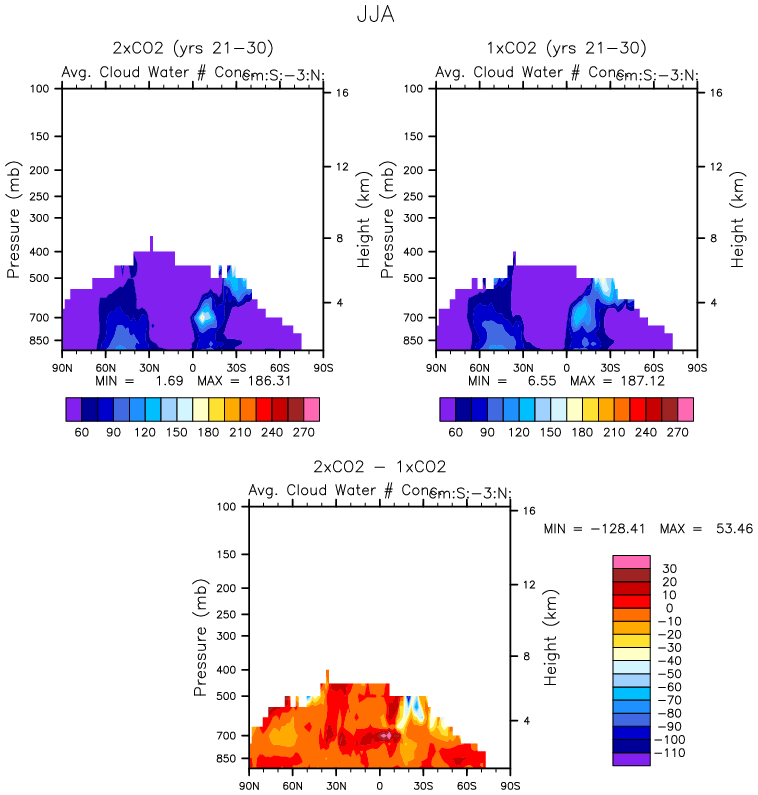 JJA
2xCO2 (yrs 21-30)
Avg. Cloud Water # Conc. cm:S:-3:N:
Pressure (mb)
100
150
200
250
300
400
500
700
850
16
12
8
4
Height (km)
90N 60N 30N 0 30S 60S 90S
MIN = 1.69 MAX = 186.31
60 90 120 150 180 210 240 270
1xCO2 (yrs 21-30)
Avg. Cloud Water # Conc. cm:S:-3:N:
Pressure (mb)
100
150
200
250
300
400
500
700
850
16
12
8
4
Height (km)
90N 60N 30N 0 30S 60S 90S
MIN = 6.55 MAX = 187.12
60 90 120 150 180 210 240 270
2xCO2 - 1xCO2
Avg. Cloud Water # Conc. cm:S:-3:N:
Pressure (mb)
100
150
200
250
300
400
500
700
850
16
12
8
4
Height (km)
90N 60N 30N 0 30S 60S 90S
MIN = -128.41 MAX = 53.46
30
20
10
0
-10
-20
-30
-40
-50
-60
-70
-80
-90
-100
-110